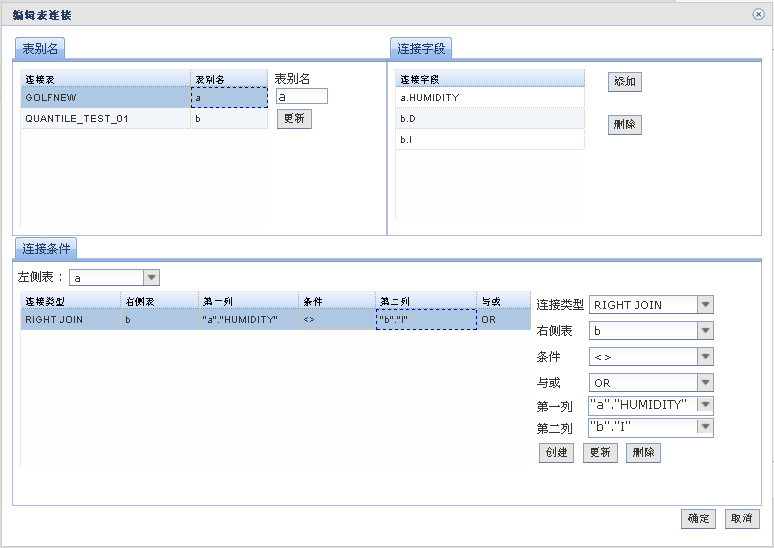 编辑表连接
表别名
连接表 表别名
GOLFNEW a
QUANTILE_TEST_01 b
表别名
a
更新
连接字段
连接字段
a.HUMIDITY
b.D
b.I
添加
删除
连接条件
左侧表： a
连接类型 右侧表 第一列 条件 第二列 与或
RIGHT JOIN b "a"."HUMIDITY" <> "b"."I" OR
连接类型 RIGHT JOIN
右侧表 b
条件 <>
与或 OR
第一列 "a"."HUMIDITY"
第二列 "b"."I"
创建 更新 删除
确定 取消